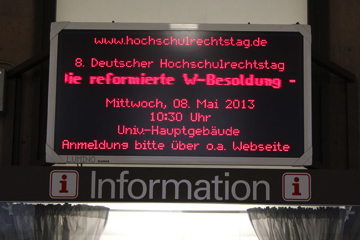 www.hochschulrechtstag.de
8. Deutscher Hochschulrechtstag
Die reformierte W-Besoldung -
Mittwoch, 08. Mai 2013
10:30 Uhr
Univ-Hauptgebäude
Anmeldung bitte über o.a. Webseite
i Information i